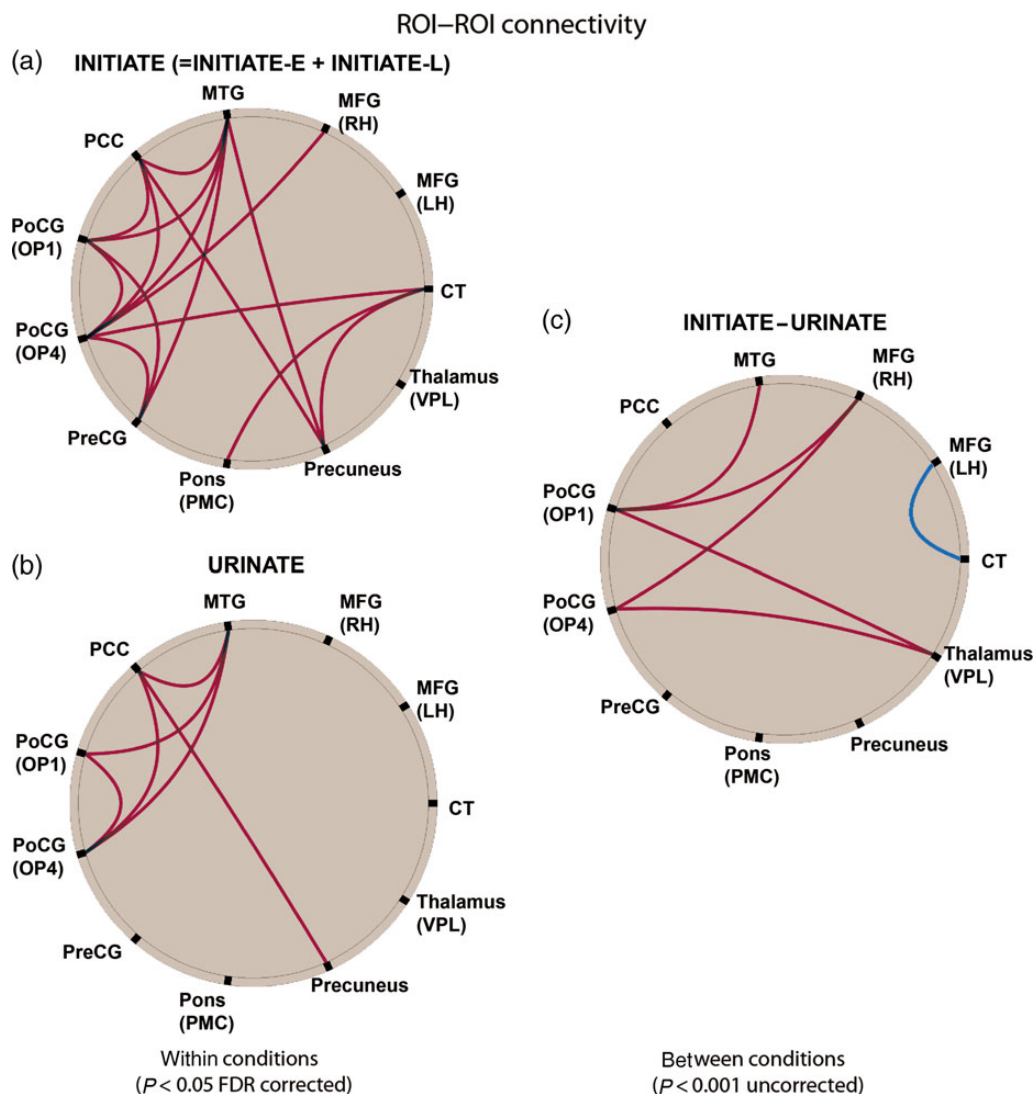 ROI–ROI connectivity
(a)
INITIATE (=INITIATE-E + INITIATE-L)
MTG
MFG
(RH)
PCC
MFG
(LH)
PoCG
(OP1)
CT
PoCG
(OP4)
Thalamus
(VPL)
PreCG
Precuneus
Pons
(PMC)
(b)
URINATE
MTG
MFG
(RH)
PCC
MFG
(LH)
PoCG
(OP1)
CT
PoCG
(OP4)
Thalamus
(VPL)
PreCG
Precuneus
Pons
(PMC)
Within conditions
(P < 0.05 FDR corrected)
(c)
INITIATE–URINATE
MTG
MFG
(RH)
PCC
MFG
(LH)
PoCG
(OP1)
CT
PoCG
(OP4)
Thalamus
(VPL)
PreCG
Precuneus
Pons
(PMC)
Between conditions
(P < 0.001 uncorrected)